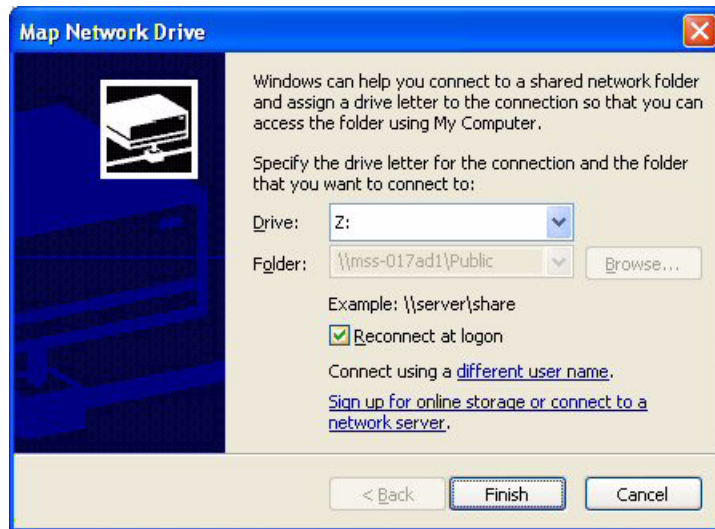 Map Network Drive
Windows can help you connect to a shared network folder
and assign a drive letter to the connection so that you can
access the folder using My Computer.
Specify the drive letter for the connection and the folder
that you want to connect to:
Drive: Z:
Folder: \\mss-017ad1\Public Browse...
Example: \\server\share
Reconnect at logon
Connect using a different user name.
Sign up for online storage or connect to a
network server.
< Back Finish Cancel